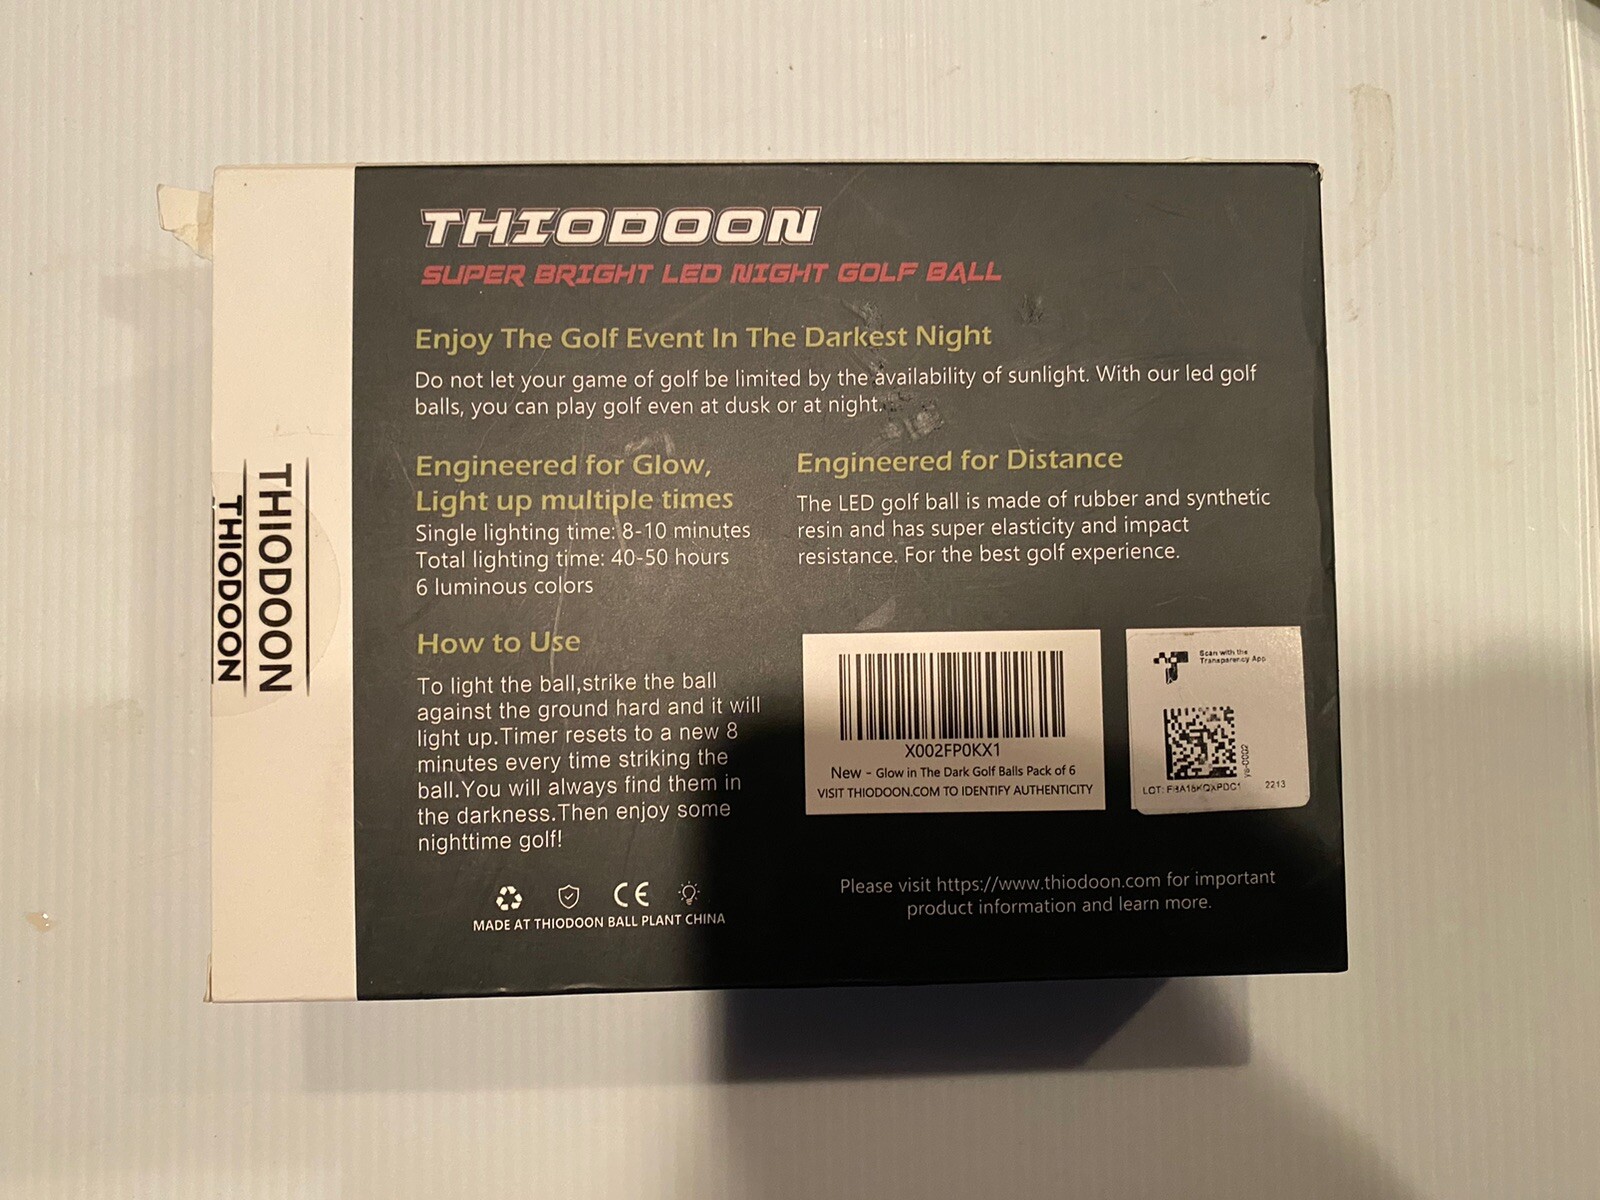 THIODOON
SUPER BRIGHT LED NIGHT GOLF BALL
Enjoy The Golf Event In The Darkest Night
Do not let your game of golf be limited by the availability of sunlight. With our led golf
balls, you can play golf even at dusk or at night.
Engineered for Glow,
Light up multiple times
Single lighting time: 8-10 minutes
Total lighting time: 40-50 hours
6 luminous colors
Engineered for Distance
The LED golf ball is made of rubber and synthetic
resin and has super elasticity and impact
resistance. For the best golf experience.
How to Use
To light the ball,strike the ball
against the ground hard and it will
light up.Timer resets to a new 8
minutes every time striking the
ball.You will always find them in
the darkness.Then enjoy some
nighttime golf!
CE
MADE AT THIODOON BALL PLANT CHINA
X002FP0KX1
New - Glow in The Dark Golf Balls Pack of 6
VISIT THIODOON.COM TO IDENTIFY AUTHENTICITY
Scan with the
Transparency App
LOT:
2213
Please visit https://www.thiodoon.com for important
product information and learn more.
THIODOON
THIODOON